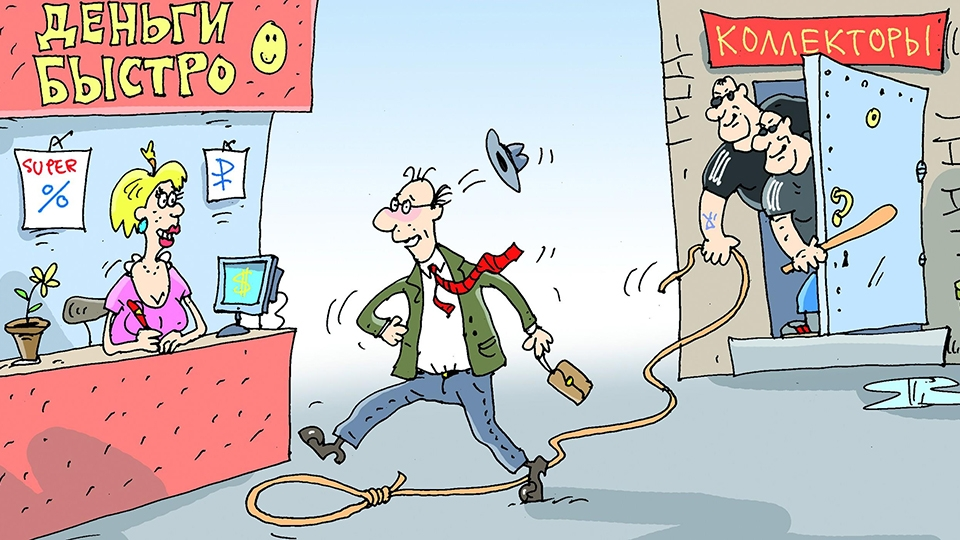 ДЕНЬГИ
БЫСТРО
SUPER
%
₽
$
КОЛЛЕКТОРЫ